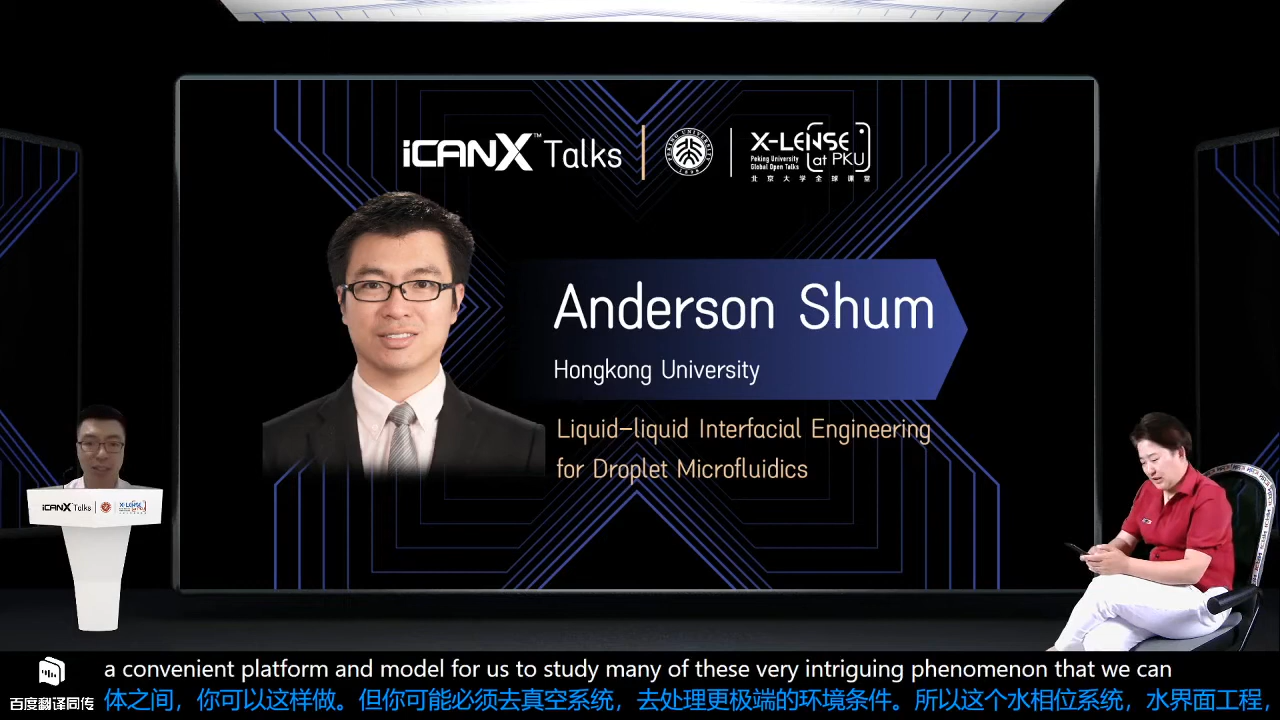 iCANX™ Talks
PEKING UNIVERSITY
1898
X-LENSE
at PKU
Peking University
Global Open Talks
北京大学全球课堂
Anderson Shum
Hongkong University
Liquid-liquid Interfacial Engineering
for Droplet Microfluidics
iCANX Talks
X-LENSE
a convenient platform and model for us to study many of these very intriguing phenomenon that we can
百度翻译同传
体之间，你可以这样做。但你可能必须去真空系统，去处理更极端的环境条件。所以这个水相位系统，水界面工程，